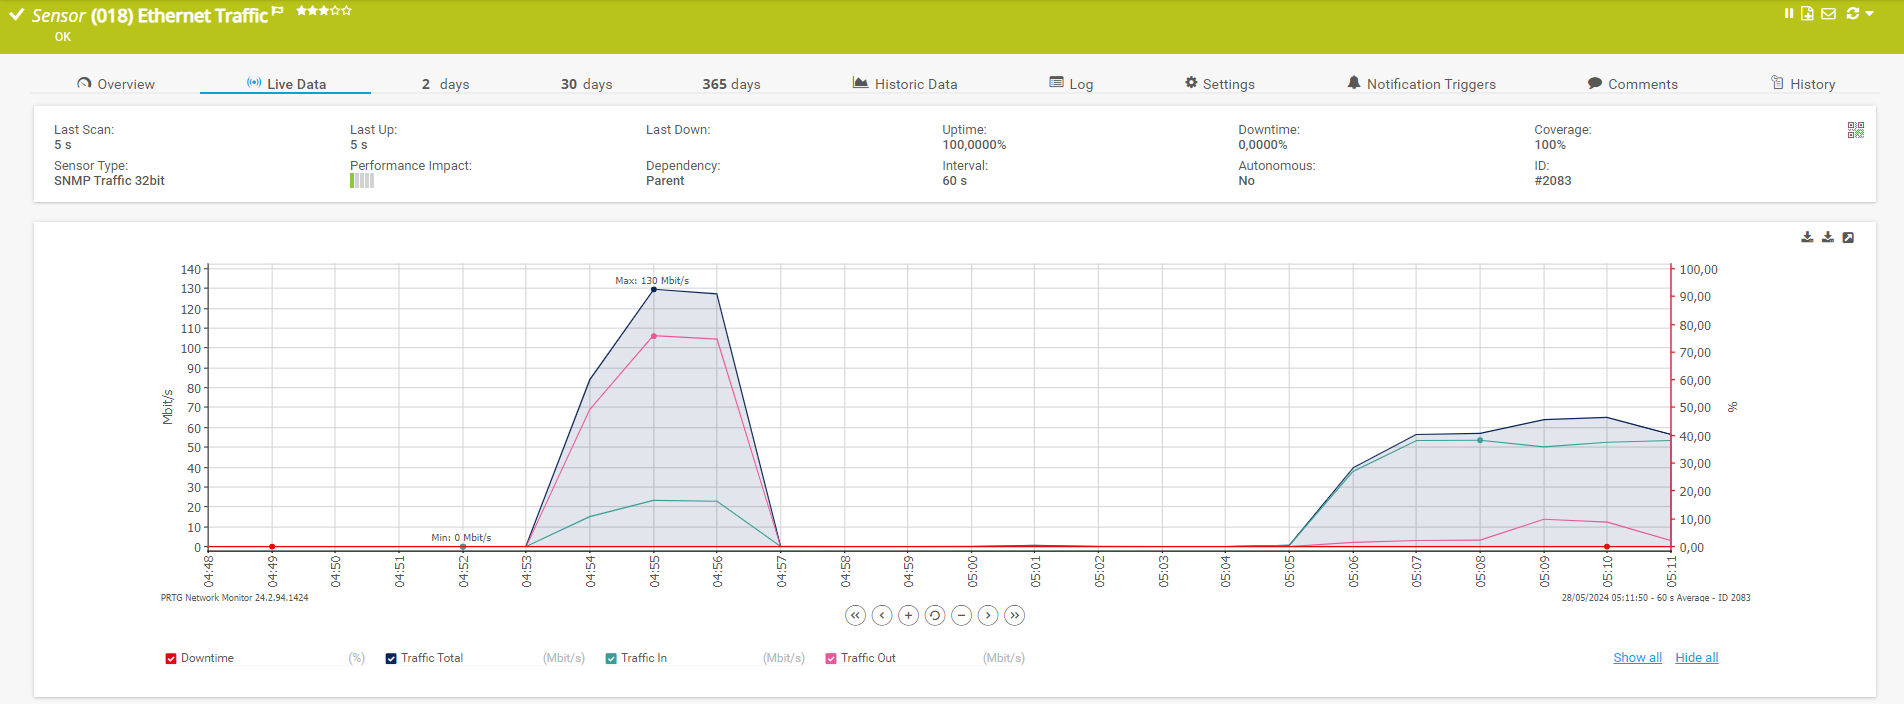 Sensor (018) Ethernet Traffic
OK
Overview
Live Data
2 days
30 days
365 days
Historic Data
Log
Settings
Notification Triggers
Comments
History
Last Scan:
5 s
Last Up:
5 s
Last Down:
Uptime:
100,0000%
Downtime:
0,0000%
Coverage:
100%
Sensor Type:
SNMP Traffic 32bit
Performance Impact:
Dependency:
Parent
Interval:
60 s
Autonomous:
No
ID:
#2083
140
130
120
110
100
90
80
70
60
50
40
30
20
10
0
Mbit/s
Max: 130 Mbit/s
Min: 0 Mbit/s
100,00
90,00
80,00
70,00
60,00
50,00
40,00
30,00
20,00
10,00
0,00
%
04:48
04:49
04:50
04:51
04:52
04:53
04:54
04:55
04:56
04:57
04:58
04:59
05:00
05:01
05:02
05:03
05:04
05:05
05:06
05:07
05:08
05:09
05:10
05:11
PRTG Network Monitor 24.2.94.1424
28/05/2024 05:11:50 - 60 s Average - ID 2083
Downtime (%)
Traffic Total (Mbit/s)
Traffic In (Mbit/s)
Traffic Out (Mbit/s)
Show all
Hide all